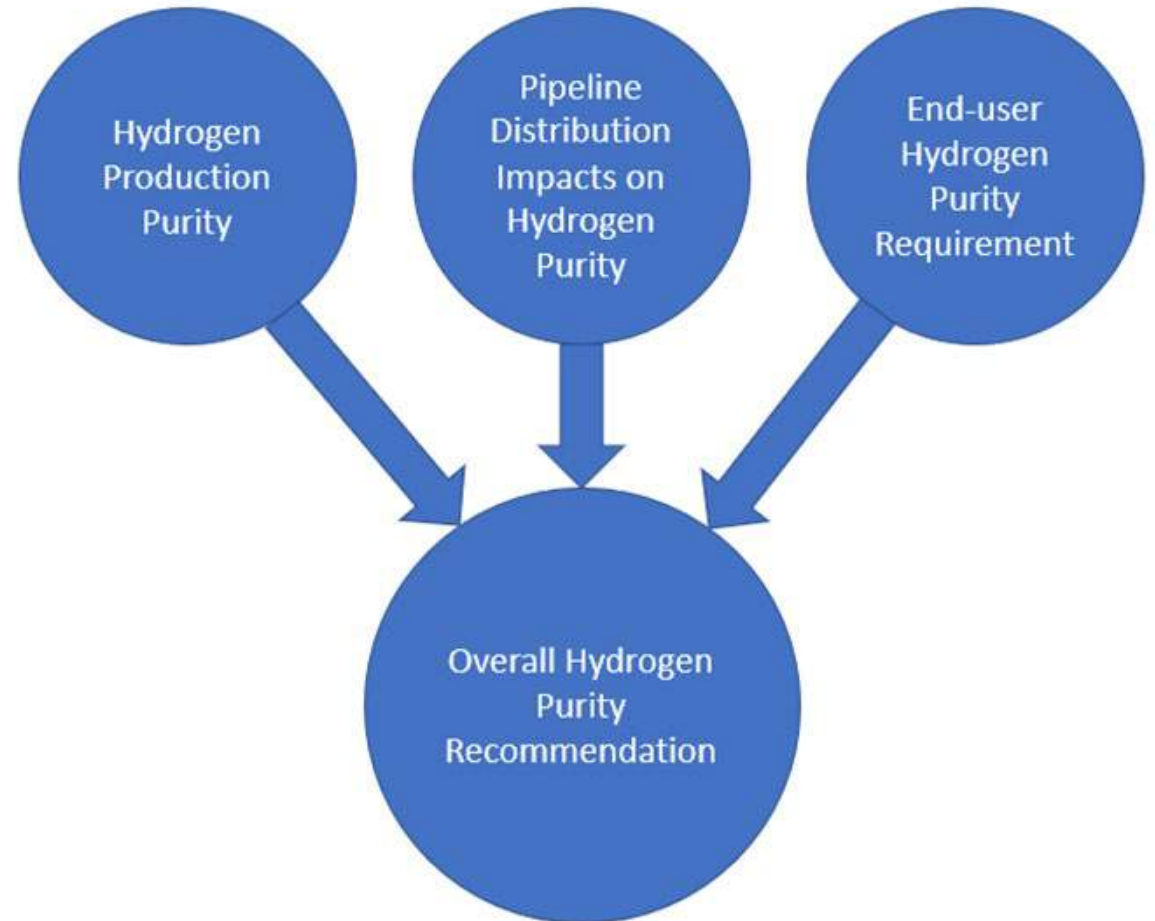 Hydrogen
Production
Purity
Pipeline
Distribution
Impacts on
Hydrogen
Purity
End-user
Hydrogen
Purity
Requirement
Overall Hydrogen
Purity
Recommendation